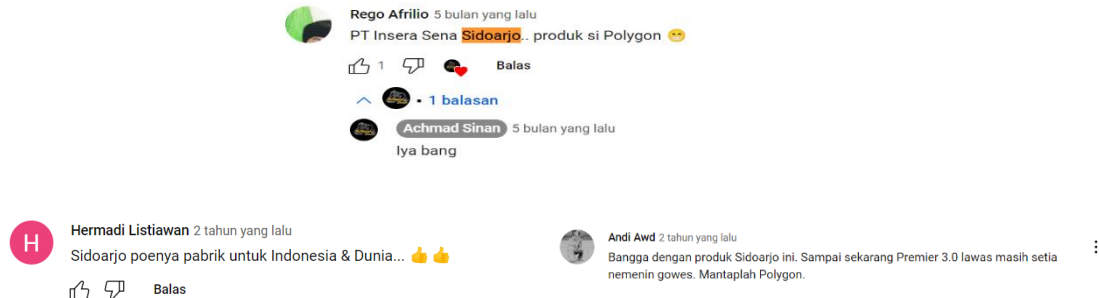 Rego Afrilio 5 bulan yang lalu
PT Insera Sena Sidoarjo.. produk si Polygon 😁
1 Balas
1 balasan
Achmad Sinan 5 bulan yang lalu
Iya bang
H
Hermadi Listiawan 2 tahun yang lalu
Sidoarjo poenya pabrik untuk Indonesia & Dunia... 👍 👍
Balas
Andi Awd 2 tahun yang lalu
Bangga dengan produk Sidoarjo ini. Sampai sekarang Premier 3.0 lawas masih setia
nemenin gowes. Mantaplah Polygon.